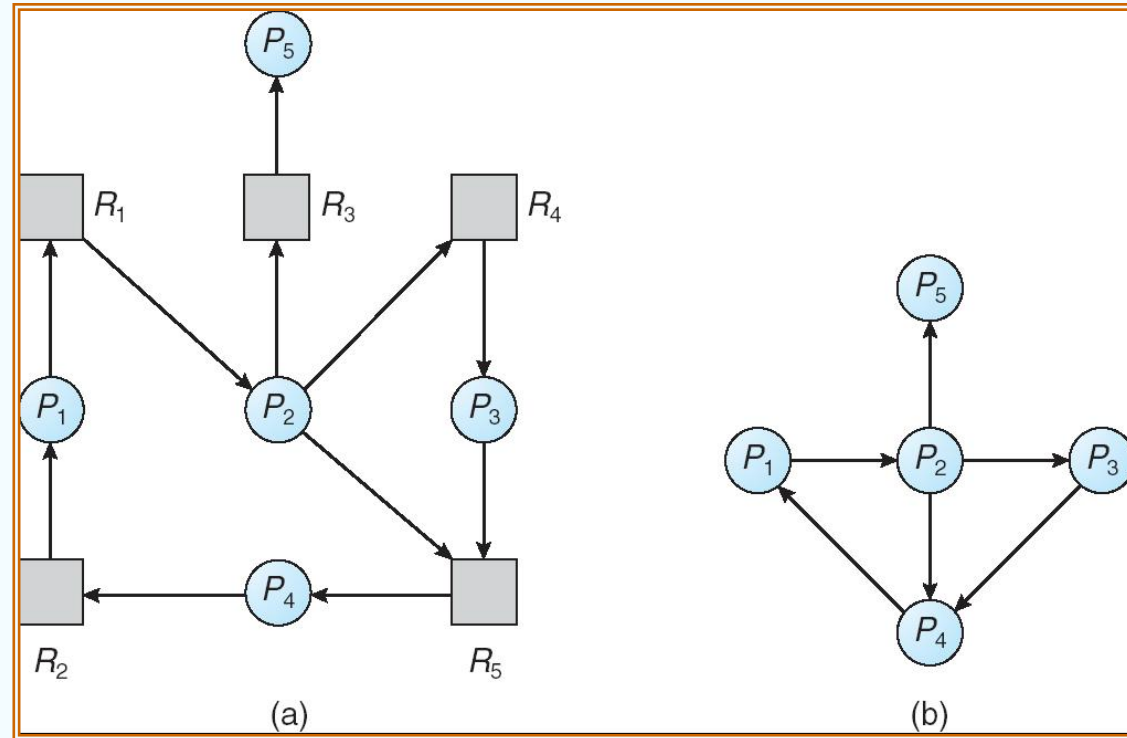 P₅
R₁ R₃ R₄
P₁ P₂ P₃
P₄
R₂ R₅
(a)
P₅
P₁ P₂ P₃
P₄
(b)